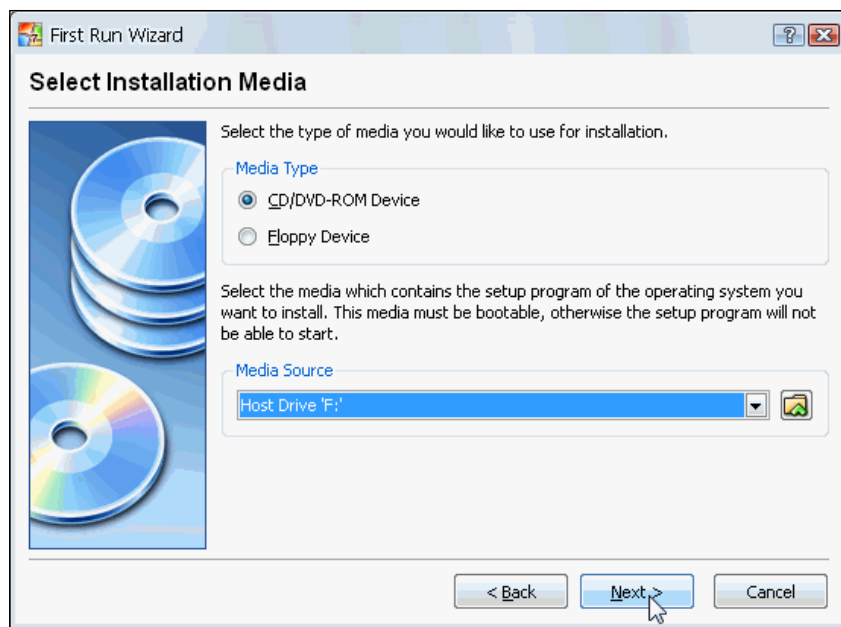 First Run Wizard
Select Installation Media
Select the type of media you would like to use for installation.
Media Type
CD/DVD-ROM Device
Floppy Device
Select the media which contains the setup program of the operating system you
want to install. This media must be bootable, otherwise the setup program will not
be able to start.
Media Source
Host Drive 'F:'
< Back
Next >
Cancel